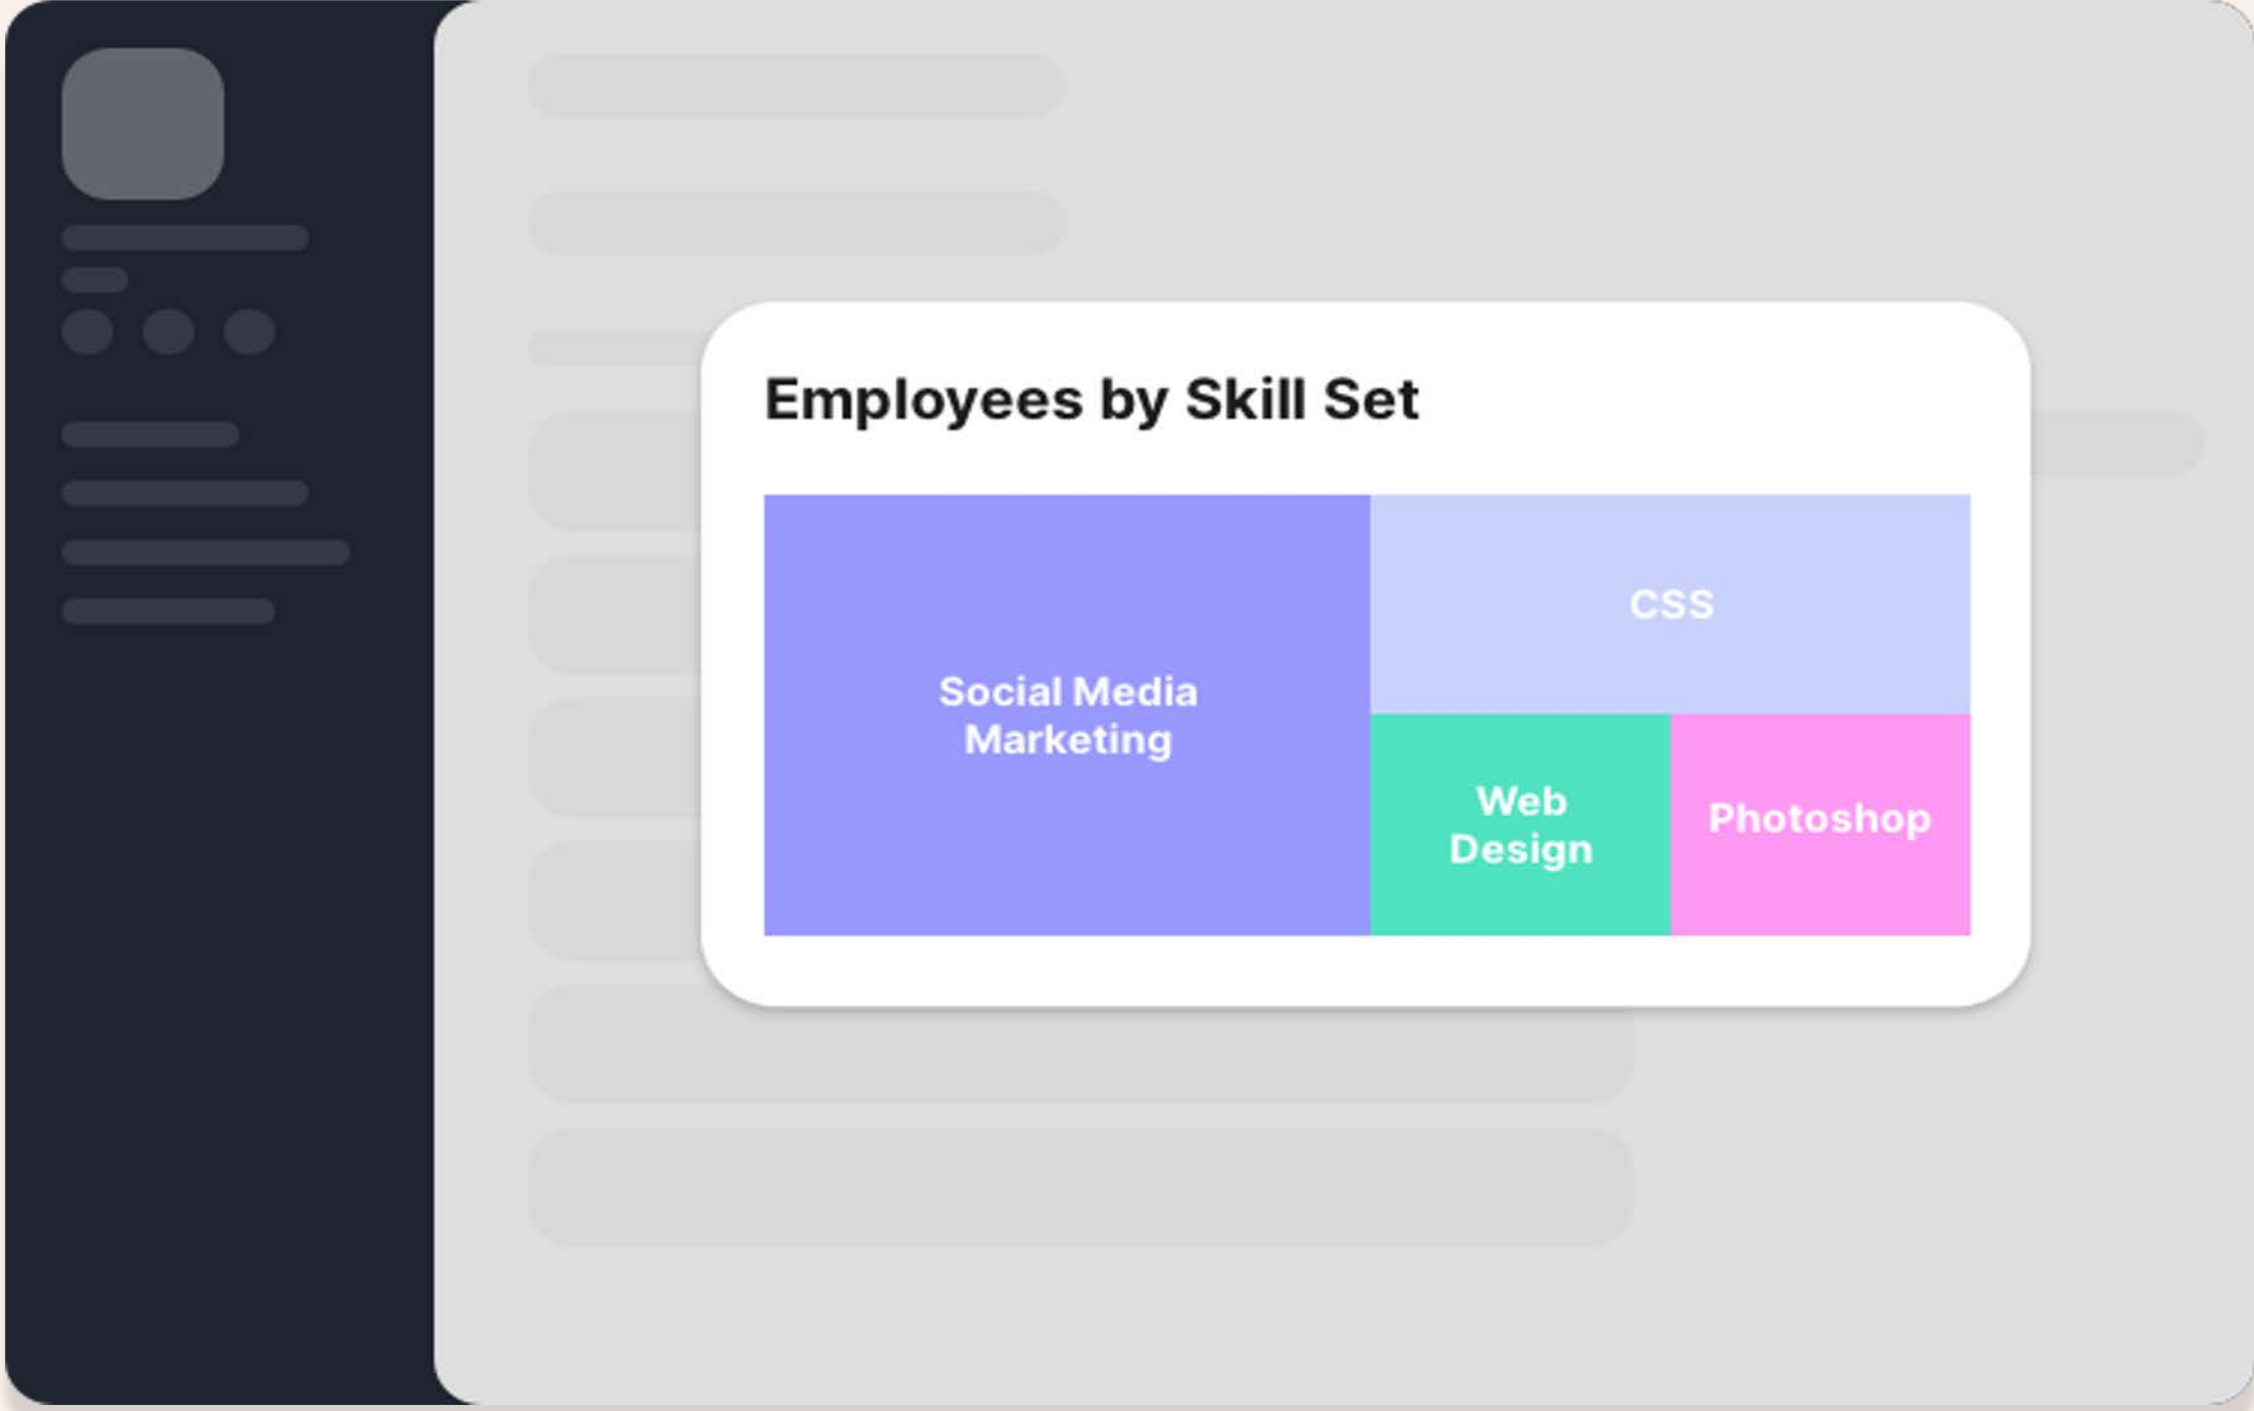 Employees by Skill Set
Social Media
Marketing
CSS
Web
Design
Photoshop